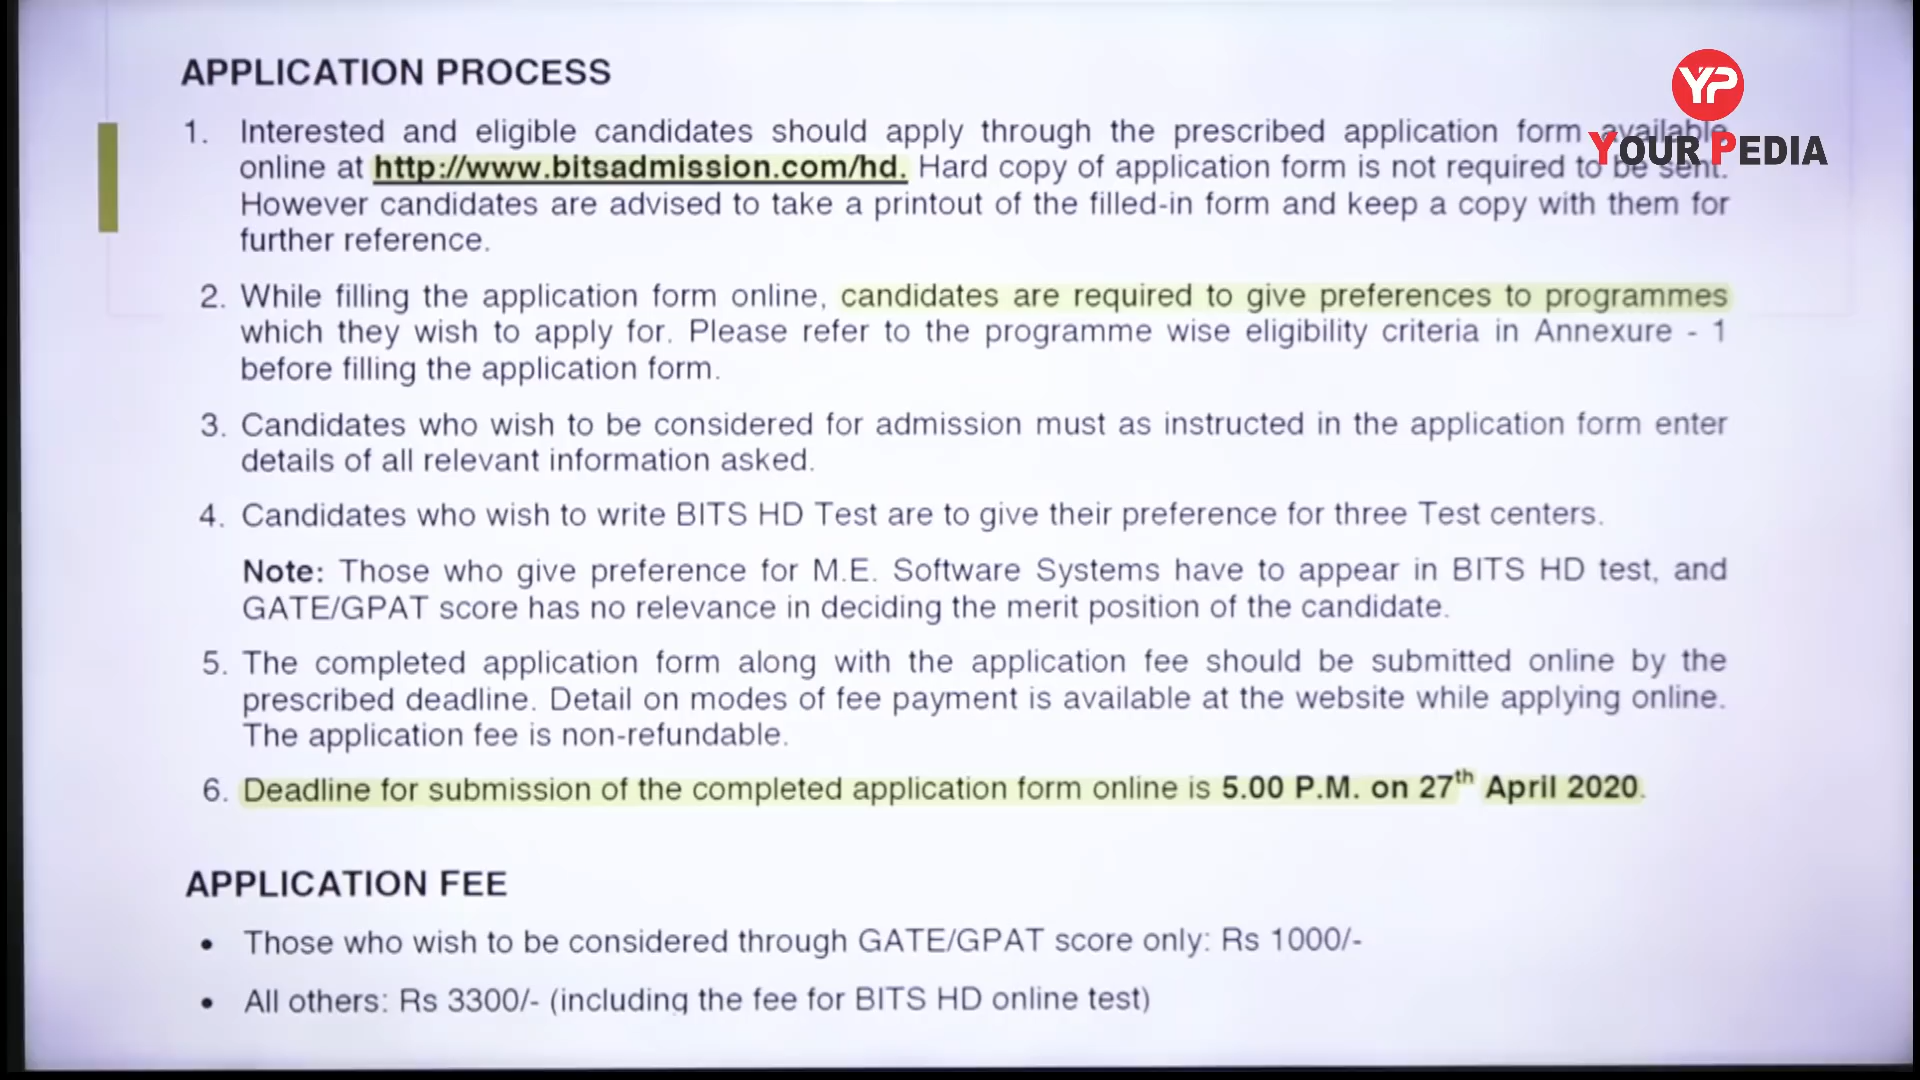 APPLICATION PROCESS
YP
YOUR PEDIA
1. Interested and eligible candidates should apply through the prescribed application form available
online at http://www.bitsadmission.com/hd. Hard copy of application form is not required to be sent.
However candidates are advised to take a printout of the filled-in form and keep a copy with them for
further reference.
2. While filling the application form online, candidates are required to give preferences to programmes
which they wish to apply for. Please refer to the programme wise eligibility criteria in Annexure - 1
before filling the application form.
3. Candidates who wish to be considered for admission must as instructed in the application form enter
details of all relevant information asked.
4. Candidates who wish to write BITS HD Test are to give their preference for three Test centers.
Note: Those who give preference for M.E. Software Systems have to appear in BITS HD test, and
GATE/GPAT score has no relevance in deciding the merit position of the candidate.
5. The completed application form along with the application fee should be submitted online by the
prescribed deadline. Detail on modes of fee payment is available at the website while applying online.
The application fee is non-refundable.
6. Deadline for submission of the completed application form online is 5.00 P.M. on 27th April 2020.
APPLICATION FEE
• Those who wish to be considered through GATE/GPAT score only: Rs 1000/-
• All others: Rs 3300/- (including the fee for BITS HD online test)